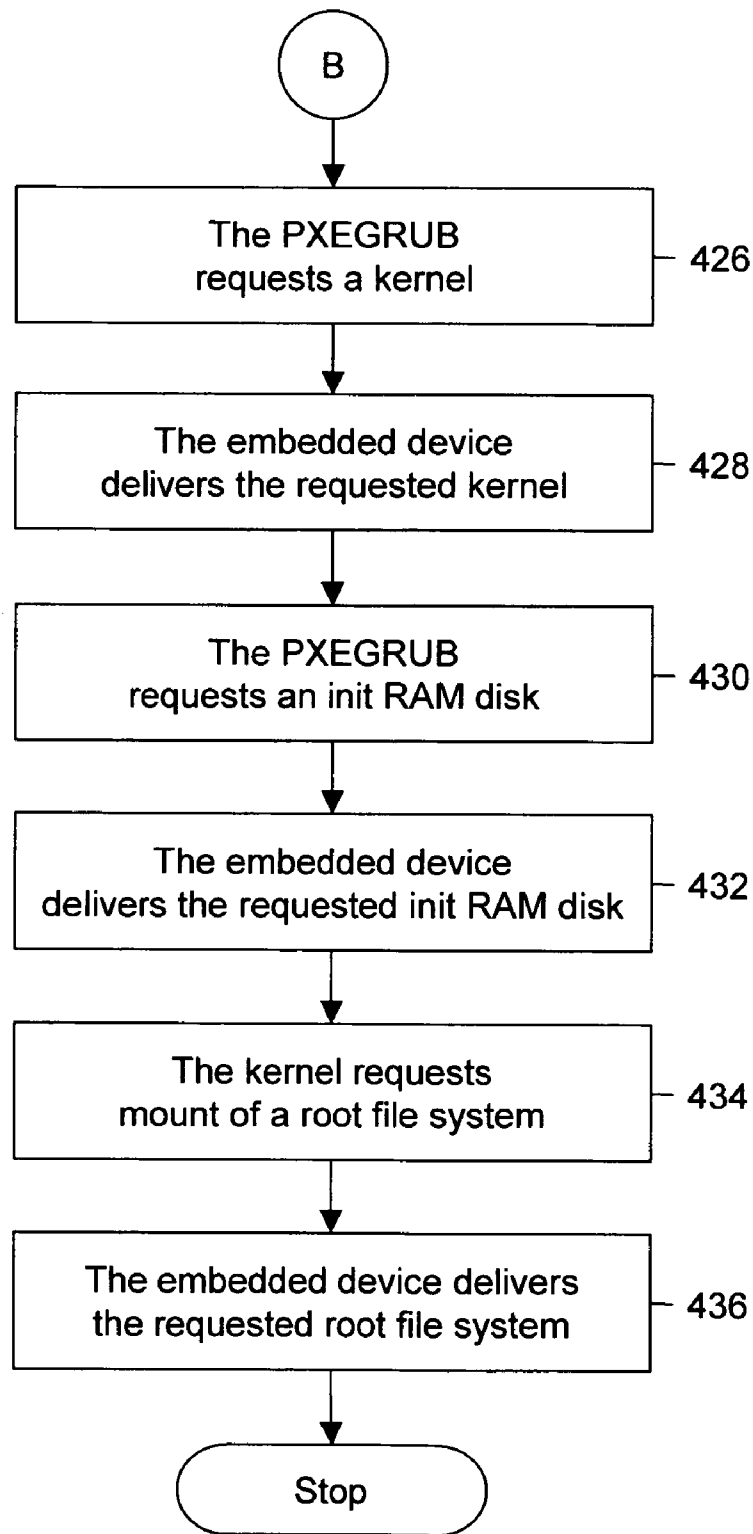 B
The PXEGRUB
requests a kernel
426
The embedded device
delivers the requested kernel
428
The PXEGRUB
requests an init RAM disk
430
The embedded device
delivers the requested init RAM disk
432
The kernel requests
mount of a root file system
434
The embedded device delivers
the requested root file system
436
Stop